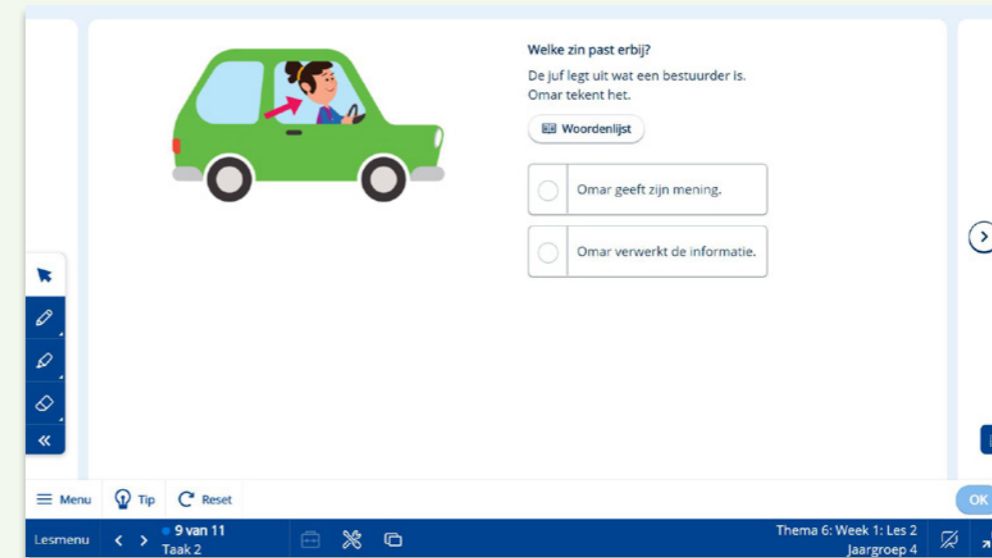 Welke zin past erbij?
De juf legt uit wat een bestuurder is.
Omar tekent het.
Woordenlijst
Omar geeft zijn mening.
Omar verwerkt de informatie.
Menu
Tip
Reset
OK
Lesmenu
9 van 11
Taak 2
Thema 6: Week 1: Les 2
Jaargroep 4